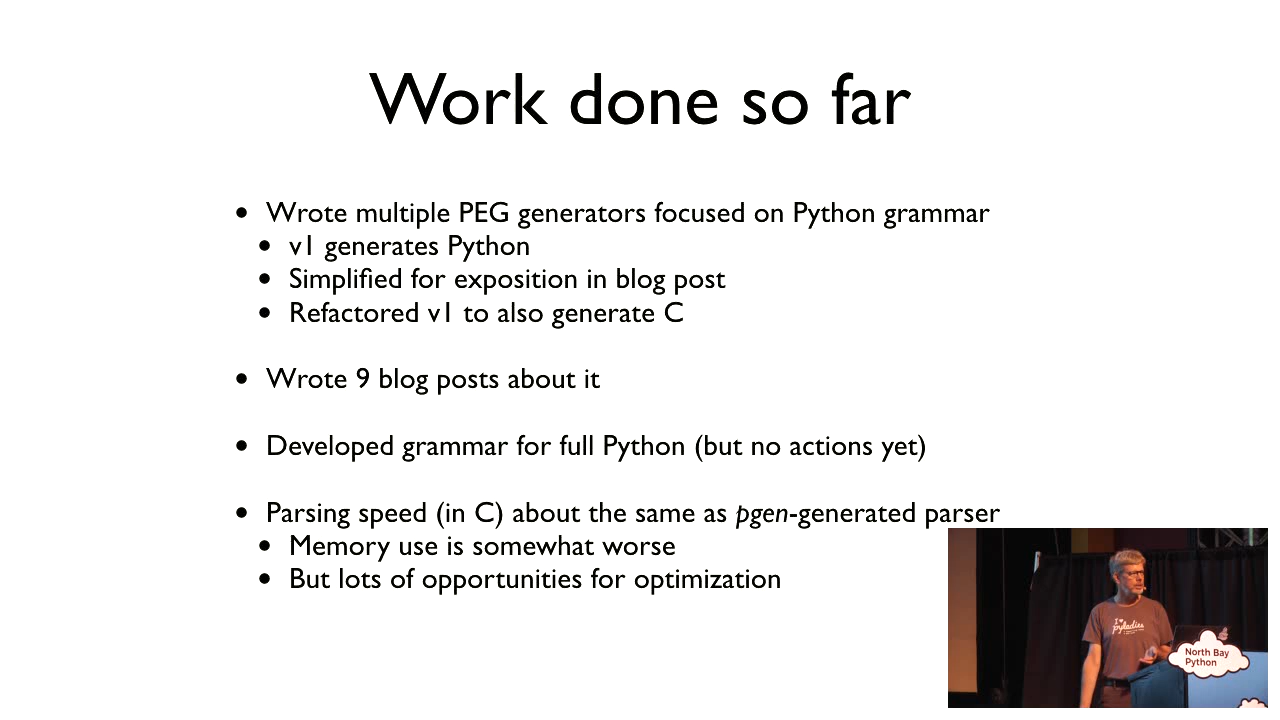 Work done so far
• Wrote multiple PEG generators focused on Python grammar
• v1 generates Python
• Simplified for exposition in blog post
• Refactored v1 to also generate C
• Wrote 9 blog posts about it
• Developed grammar for full Python (but no actions yet)
• Parsing speed (in C) about the same as pgen-generated parser
• Memory use is somewhat worse
• But lots of opportunities for optimization
I ♥
pyladies
North Bay
Python